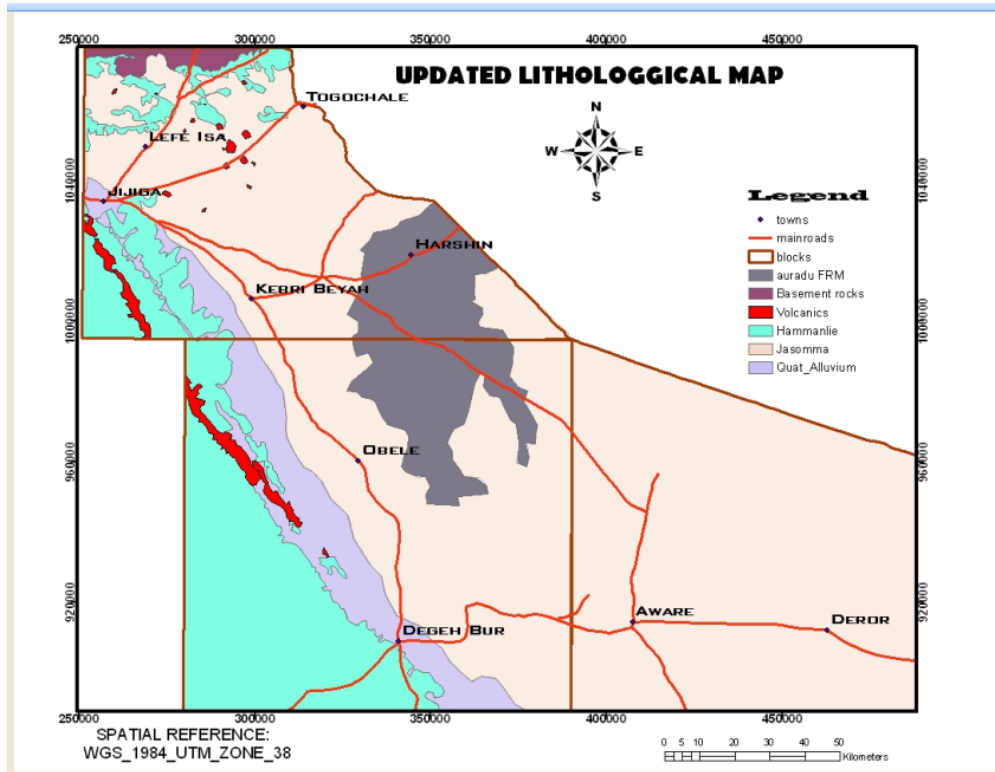 250000 300000 350000 400000 450000
UPDATED LITHOLOGGICAL MAP
TOGOCHALE
N
LEFE ISA
W E
S
1040000 1040000
JIJIGA
Legend
towns
mainroads
HARSHIN
blocks
auradu FRM
KEBRI BEYAH
Basement rocks
Volcanics
1000000 1000000
Hammanlie
Jasomma
Quat_Alluvium
OBELE
960000 960000
920000 920000
AWARE
DEROR
DEGEH BUR
250000 300000 350000 400000 450000
SPATIAL REFERENCE:
WGS_1984_UTM_ZONE_38
0 5 10 20 30 40 50
Kilometers